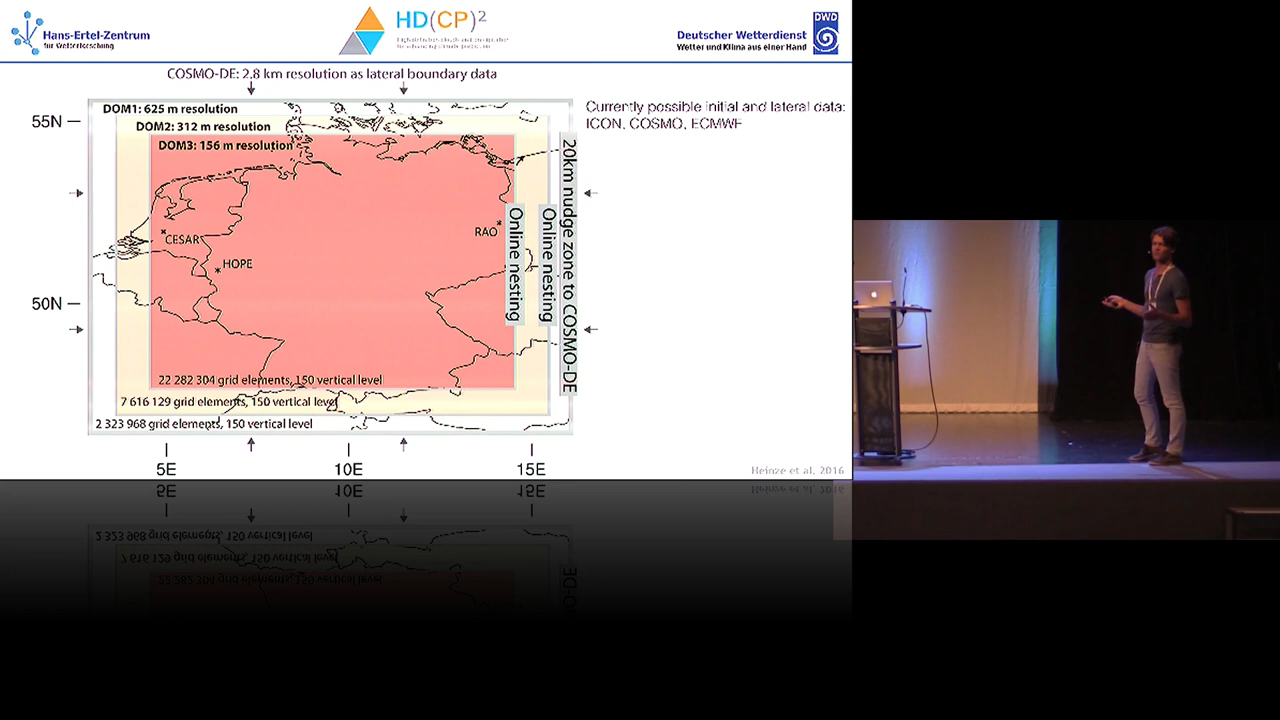 Hans-Ertel-Zentrum
für Wetterforschung
HD(CP)²
Deutscher Wetterdienst
Wetter und Klima aus einer Hand
DWD
COSMO-DE: 2.8 km resolution as lateral boundary data
DOM1: 625 m resolution
DOM2: 312 m resolution
DOM3: 156 m resolution
Currently possible initial and lateral data:
ICON, COSMO, ECMWF
55N
50N
CESAR
HOPE
RAO
Online nesting
Online nesting
20km nudge zone to COSMO-DE
22 282 304 grid elements, 150 vertical level
7 616 129 grid elements, 150 vertical level
2 323 968 grid elements, 150 vertical level
5E
10E
15E
Heinze et al, 2016